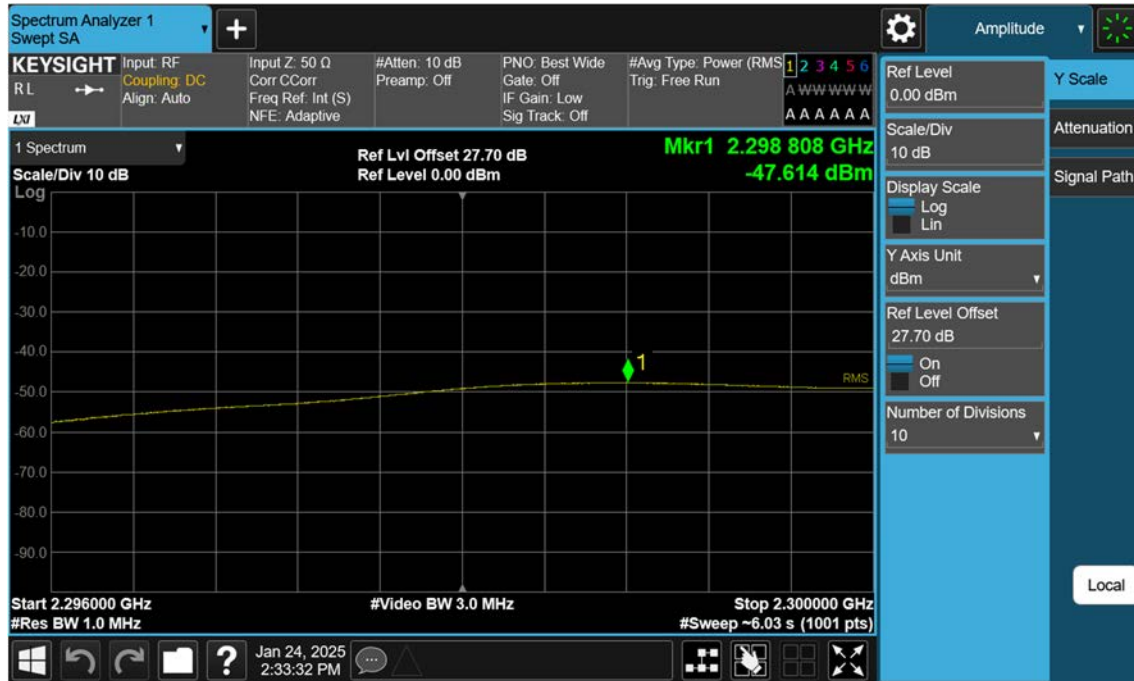 Spectrum Analyzer 1
Swept SA
Amplitude
KEYSIGHT
RL
LXI
Input: RF
Coupling: DC
Align: Auto
Input Z: 50 Ω
Corr CCorr
Freq Ref: Int (S)
NFE: Adaptive
#Atten: 10 dB
Preamp: Off
PNO: Best Wide
Gate: Off
IF Gain: Low
Sig Track: Off
#Avg Type: Power (RMS
Trig: Free Run
1 2 3 4 5 6
A W W W W W
A A A A A A
1 Spectrum
Scale/Div 10 dB
Log
Ref Lvl Offset 27.70 dB
Ref Level 0.00 dBm
Mkr1 2.298 808 GHz
-47.614 dBm
-10.0
-20.0
-30.0
-40.0
-50.0
-60.0
-70.0
-80.0
-90.0
1
RMS
Start 2.296000 GHz
#Res BW 1.0 MHz
#Video BW 3.0 MHz
Stop 2.300000 GHz
#Sweep ~6.03 s (1001 pts)
Ref Level
0.00 dBm
Scale/Div
10 dB
Display Scale
Log
Lin
Y Axis Unit
dBm
Ref Level Offset
27.70 dB
On
Off
Number of Divisions
10
Y Scale
Attenuation
Signal Path
Local
?
Jan 24, 2025
2:33:32 PM